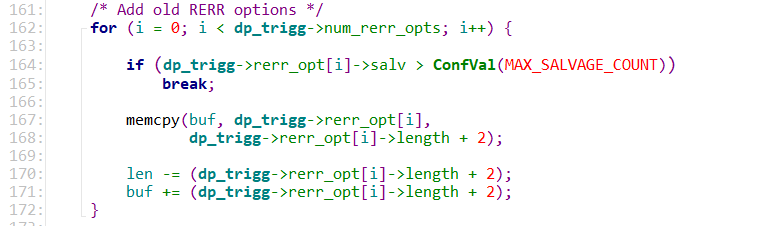 161:     /* Add old RERR options */
162:     for (i = 0; i < dp_trigg->num_rerr_opts; i++) {
163:
164:         if (dp_trigg->rerr_opt[i]->salv > ConfVal(MAX_SALVAGE_COUNT))
165:             break;
166:
167:         memcpy(buf, dp_trigg->rerr_opt[i],
168:                dp_trigg->rerr_opt[i]->length + 2);
169:
170:         len -= (dp_trigg->rerr_opt[i]->length + 2);
171:         buf += (dp_trigg->rerr_opt[i]->length + 2);
172:     }